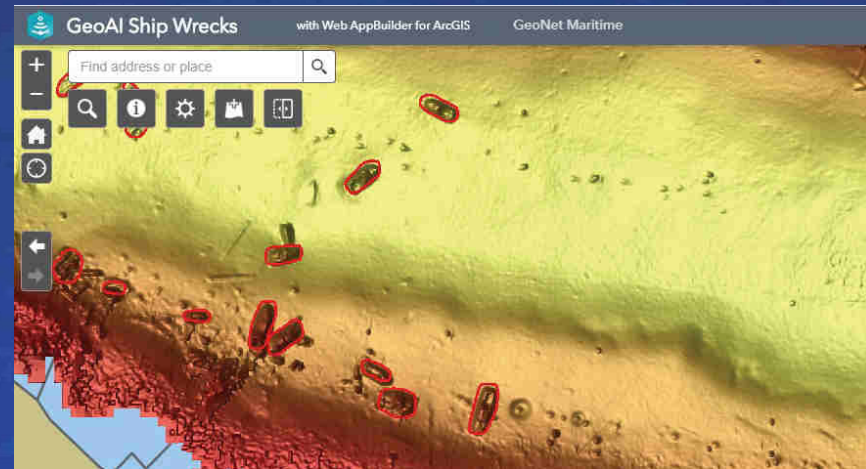 GeoAI Ship Wrecks with Web AppBuilder for ArcGIS GeoNet Maritime
Find address or place